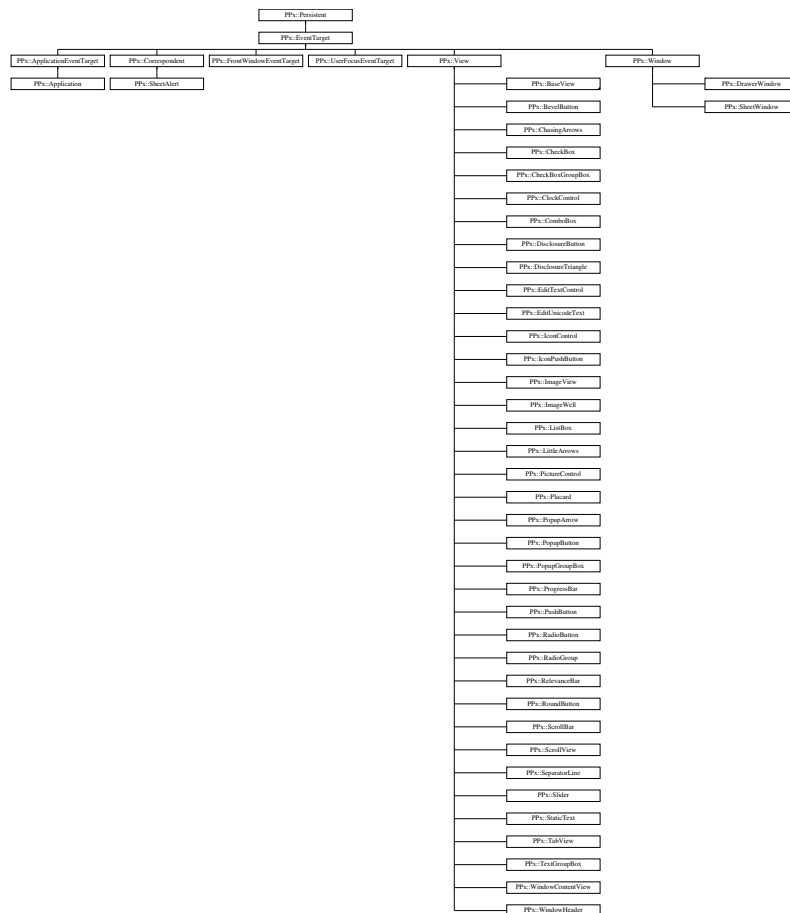 PPx::Persistent
PPx::EventTarget
PPx::ApplicationEventTarget
PPx::Correspondent
PPx::FrontWindowEventTarget
PPx::UserFocusEventTarget
PPx::View
PPx::Window
PPx::Application
PPx::SheetAlert
PPx::BaseView
PPx::DrawerWindow
PPx::BevelButton
PPx::SheetWindow
PPx::ChasingArrows
PPx::CheckBox
PPx::CheckBoxGroupBox
PPx::ClockControl
PPx::ComboBox
PPx::DisclosureButton
PPx::DisclosureTriangle
PPx::EditTextControl
PPx::EditUnicodeText
PPx::IconControl
PPx::IconPushButton
PPx::ImageView
PPx::ImageWell
PPx::ListBox
PPx::LittleArrows
PPx::PictureControl
PPx::Placard
PPx::PopupArrow
PPx::PopupButton
PPx::PopupGroupBox
PPx::ProgressBar
PPx::PushButton
PPx::RadioButton
PPx::RadioGroup
PPx::RelevanceBar
PPx::RoundButton
PPx::ScrollBar
PPx::ScrollView
PPx::SeparatorLine
PPx::Slider
PPx::StaticText
PPx::TabView
PPx::TextGroupBox
PPx::WindowContentView
PPx::WindowHeader